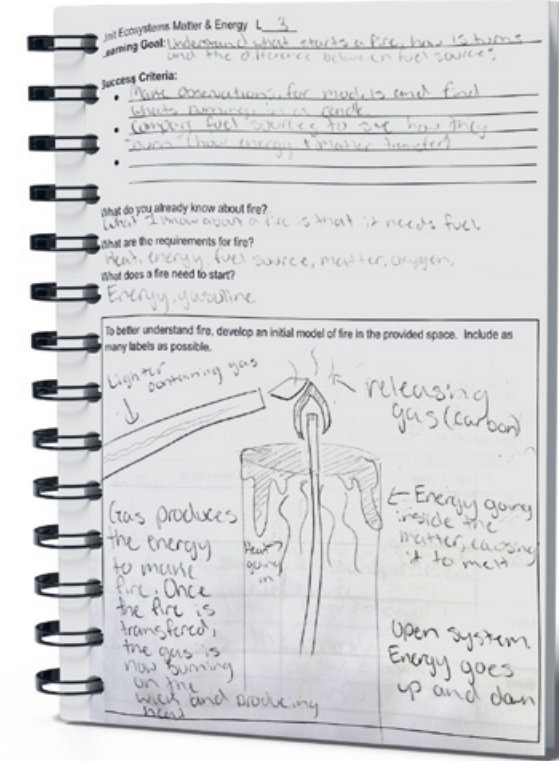 Unit Ecosystems Matter & Energy L 3
Learning Goal: Understand what starts a fire, how is turns
and the difference between fuel sources
Success Criteria:
Make observations for models and find
whats burning in a candle.
Compare fuel sources to see how they
burn (how energy + matter transfer)
What do you already know about fire?
What I know about a fire is that it needs fuel.
What are the requirements for fire?
Heat, energy, fuel source, matter, oxygen.
What does a fire need to start?
Energy, gasoline
To better understand fire, develop an initial model of fire in the provided space. Include as
many labels as possible.
Lighter
containing gas
releasing
gas (carbon)
Energy going
inside the
matter, causing
it to melt
Heat
going
in
Gas produces
the energy
to make
fire. Once
the fire is
transfered,
the gas is
now burning
on the
wick and producing
heat
Open system
Energy goes
up and down